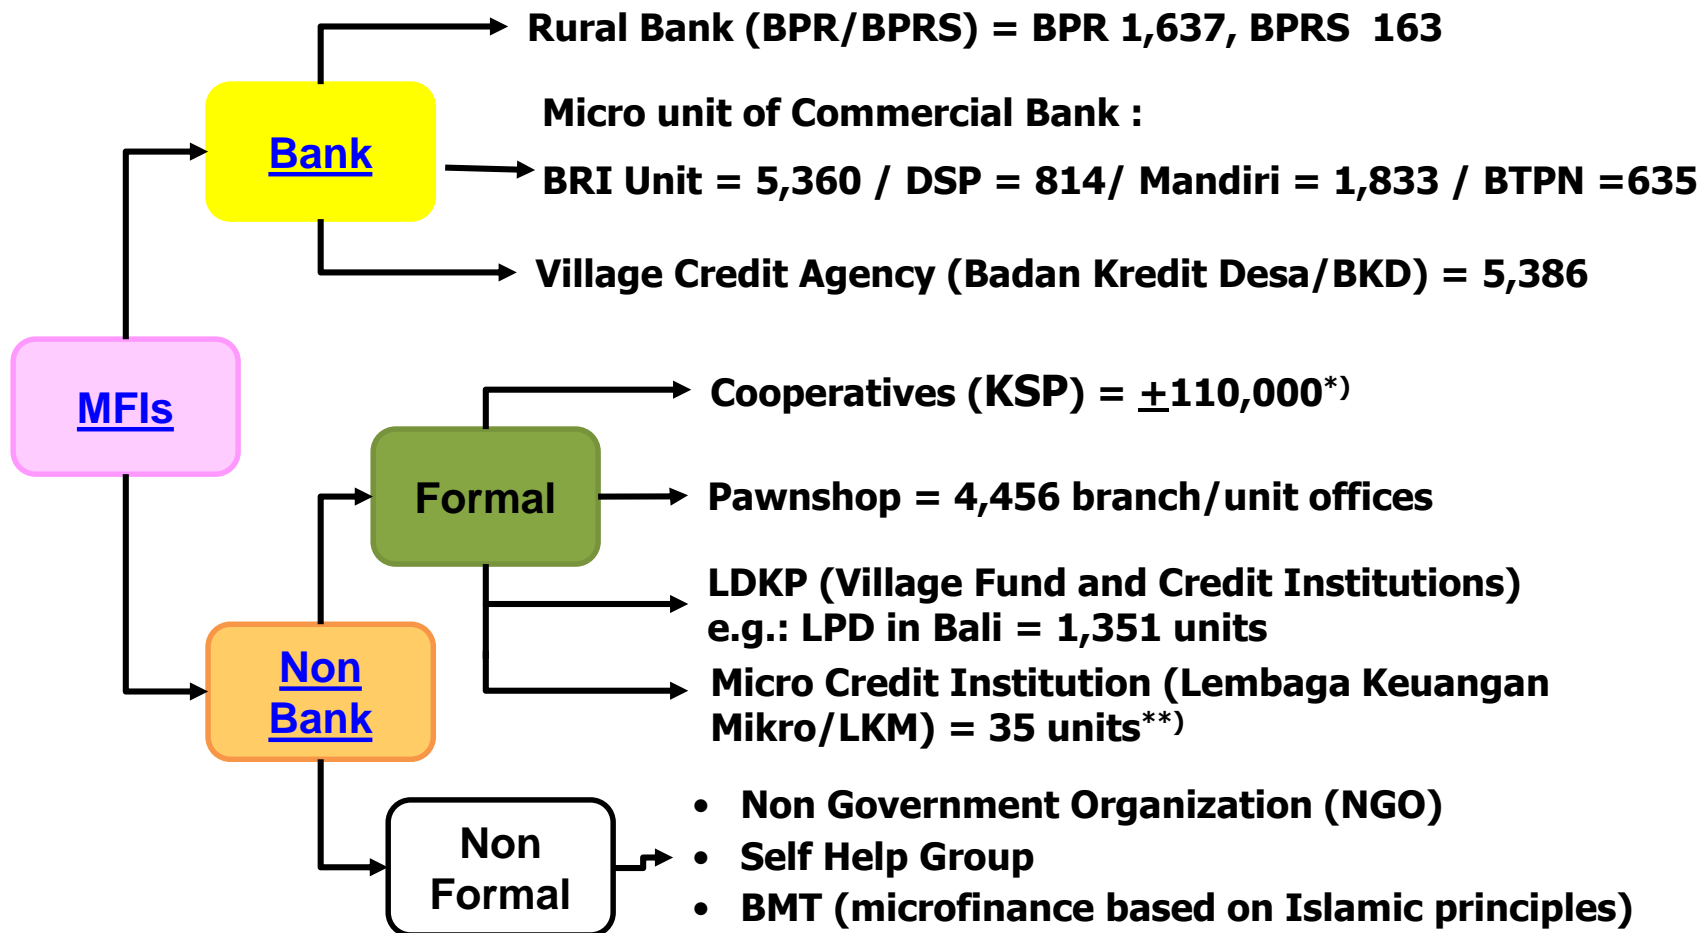 Rural Bank (BPR/BPRS) = BPR 1,637, BPRS 163
Bank
Micro unit of Commercial Bank :
BRI Unit = 5,360 / DSP = 814/ Mandiri = 1,833 / BTPN =635
Village Credit Agency (Badan Kredit Desa/BKD) = 5,386
MFIs
Cooperatives (KSP) = ±110,000*)
Formal
Pawnshop = 4,456 branch/unit offices
LDKP (Village Fund and Credit Institutions)
e.g.: LPD in Bali = 1,351 units
Non
Bank
Micro Credit Institution (Lembaga Keuangan
Mikro/LKM) = 35 units**)
Non
Formal
• Non Government Organization (NGO)
• Self Help Group
• BMT (microfinance based on Islamic principles)